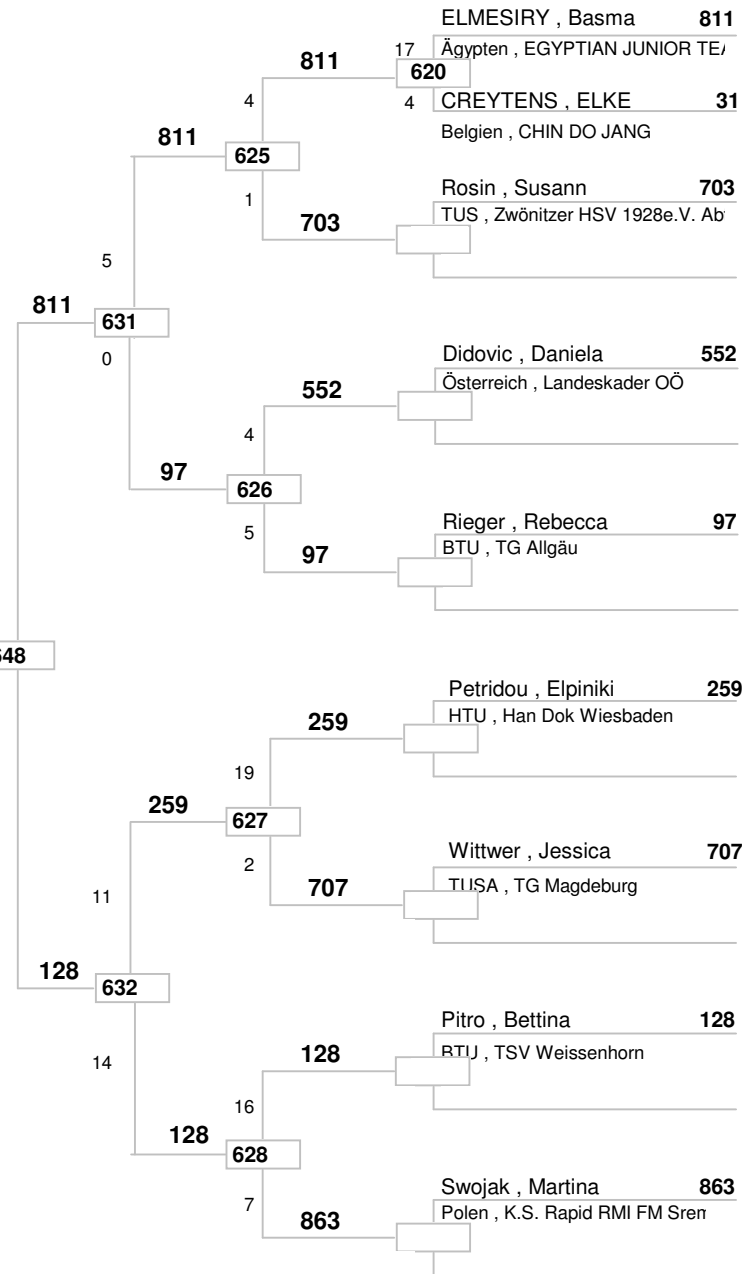 ELMESIRY , Basma 811
811 17 Ägypten , EGYPTIAN JUNIOR
620
4 4 CREYTENS , ELKE 31
811 Belgien , CHIN DO JANG
625
1 Rosin , Susann 703
703 TUS , Zwönitzer HSV 1928e.V.
5
811
631
0 Didovic , Daniela 552
552 Österreich , Landeskader OÖ
4
97
626
5 Rieger , Rebecca 97
97 BTU , TG Allgäu
Petridou , Elpiniki 259
259 HTU , Han Dok Wiesbaden
19
259
627
2 Wittwer , Jessica 707
707 TUSA , TG Magdeburg
11
128
632
Pitro , Bettina 128
14 128 BTU , TSV Weissenhorn
16
128
628
7 Swojak , Martina 863
863 Polen , K.S. Rapid RMI FM